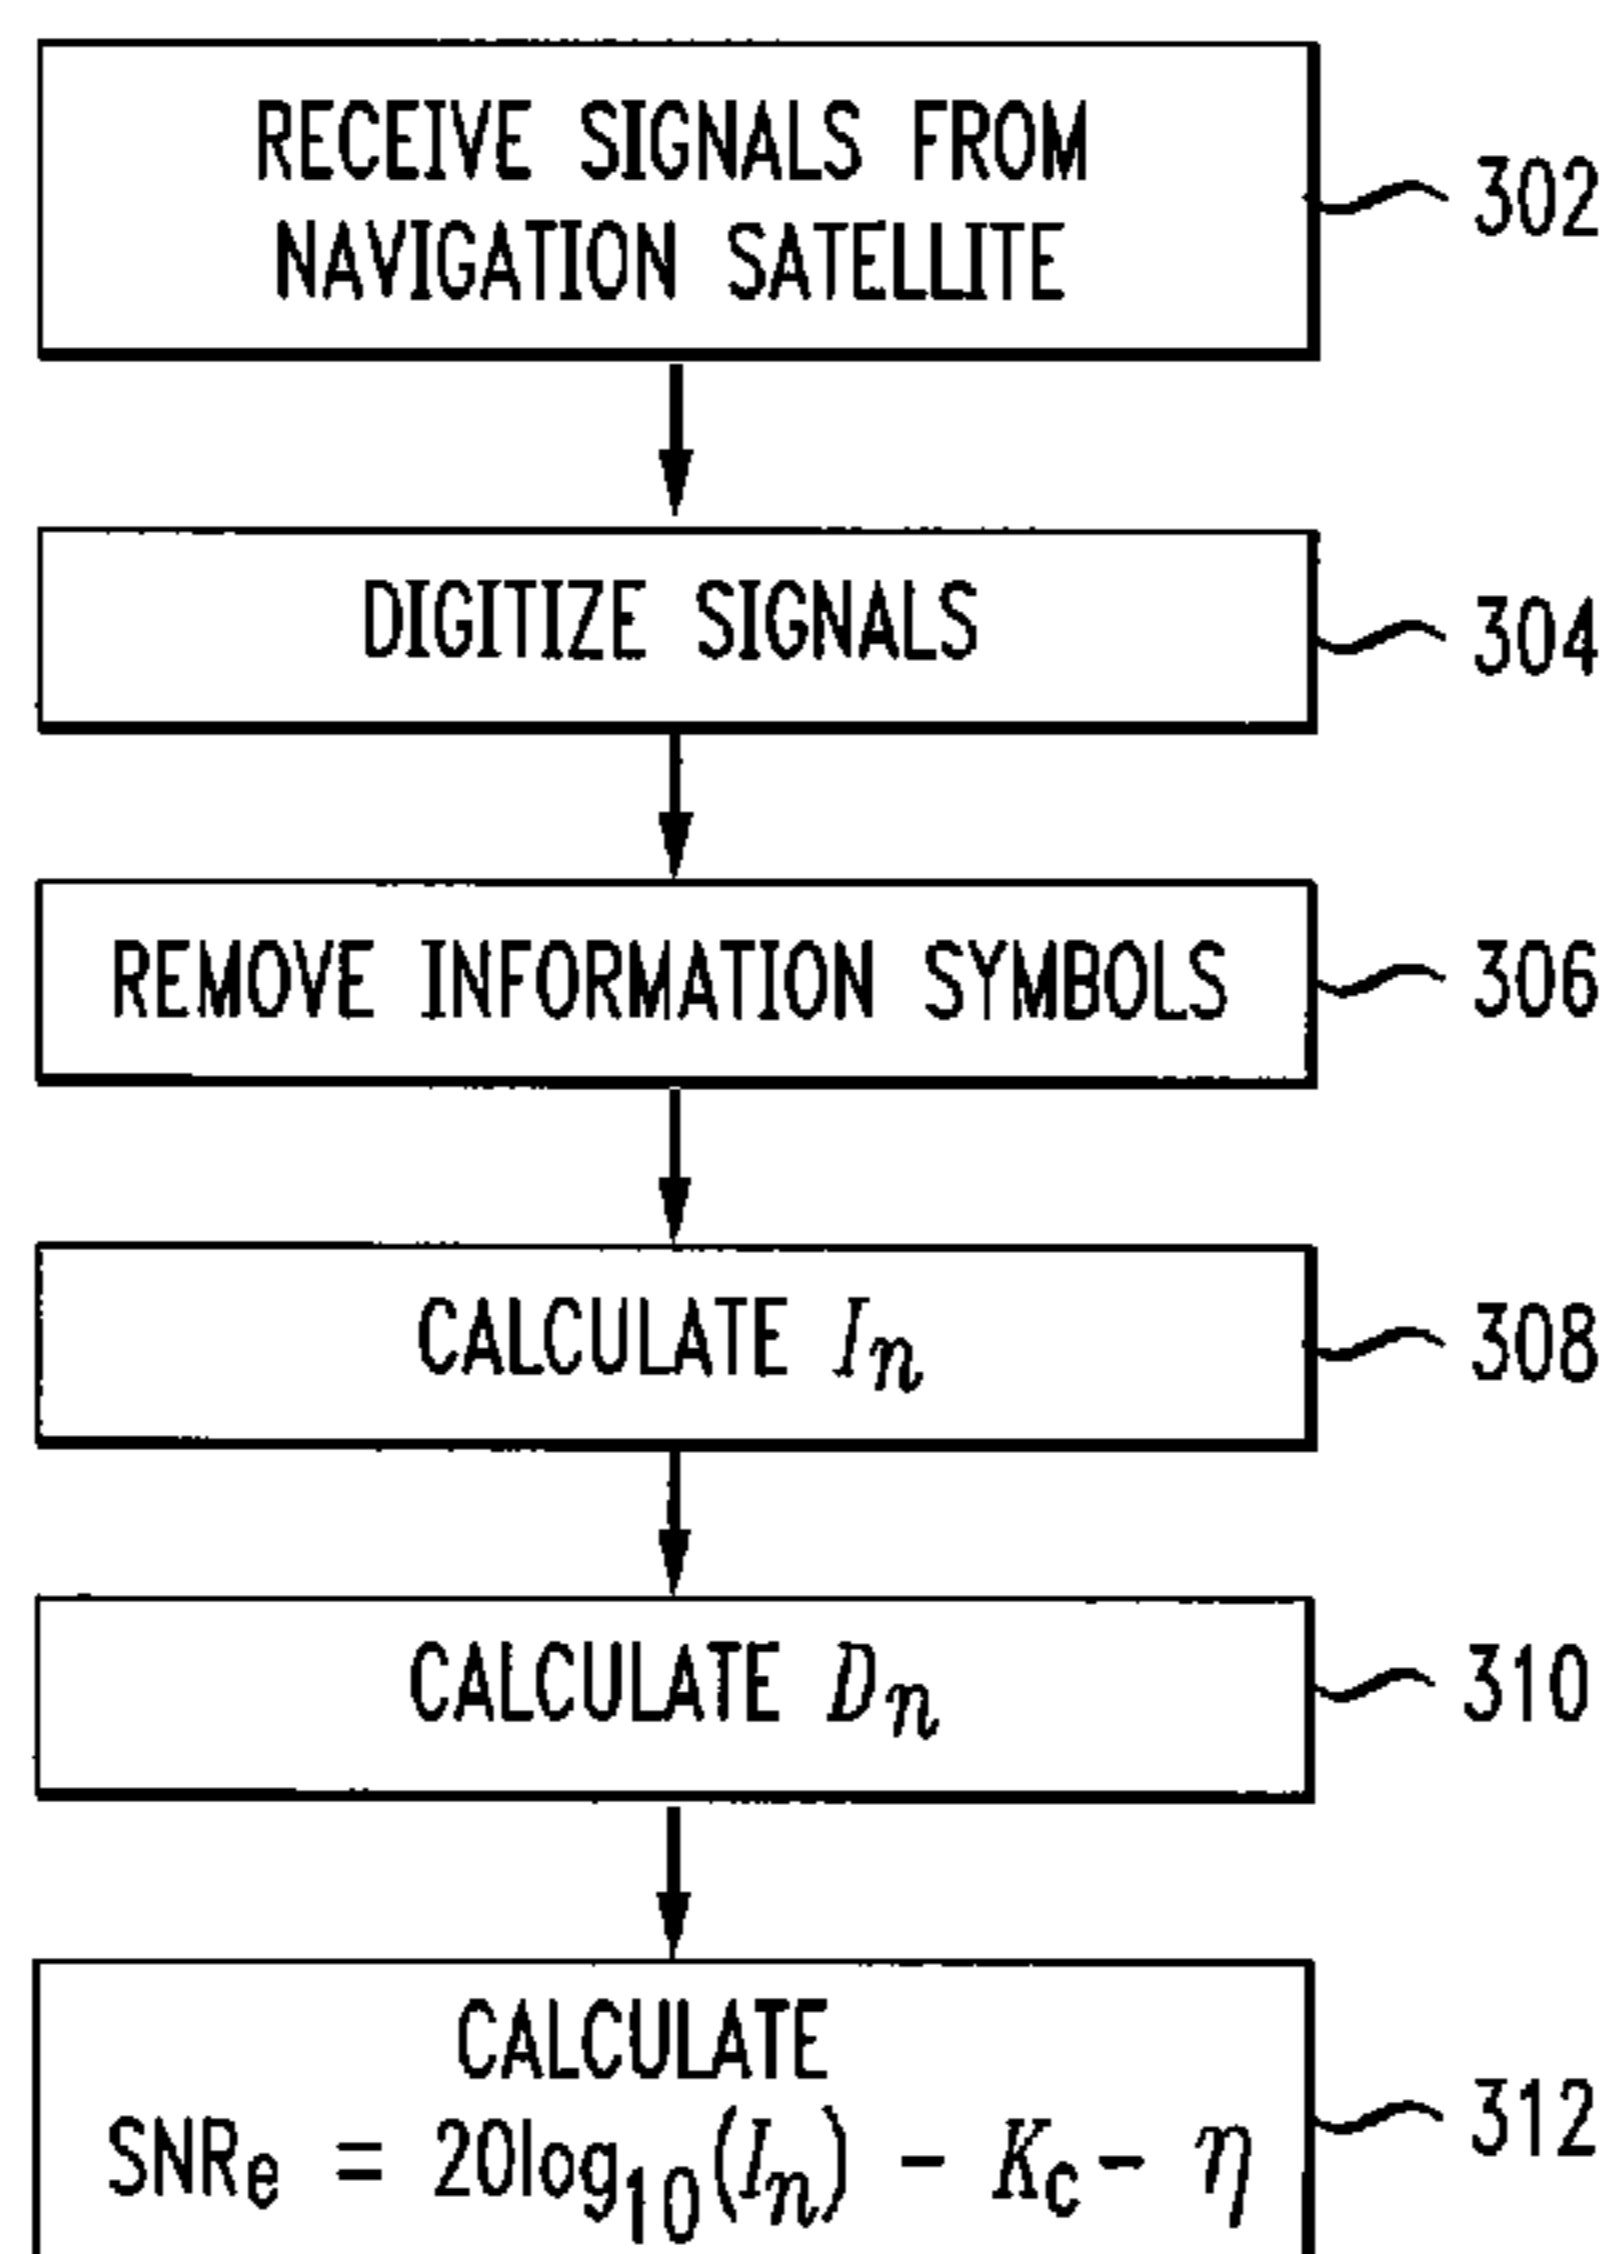 RECEIVE SIGNALS FROM
NAVIGATION SATELLITE
302
DIGITIZE SIGNALS
304
REMOVE INFORMATION SYMBOLS
306
CALCULATE Iₙ
308
CALCULATE Dₙ
310
CALCULATE
SNRₑ = 20log₁₀(Iₙ) - K_c - η
312